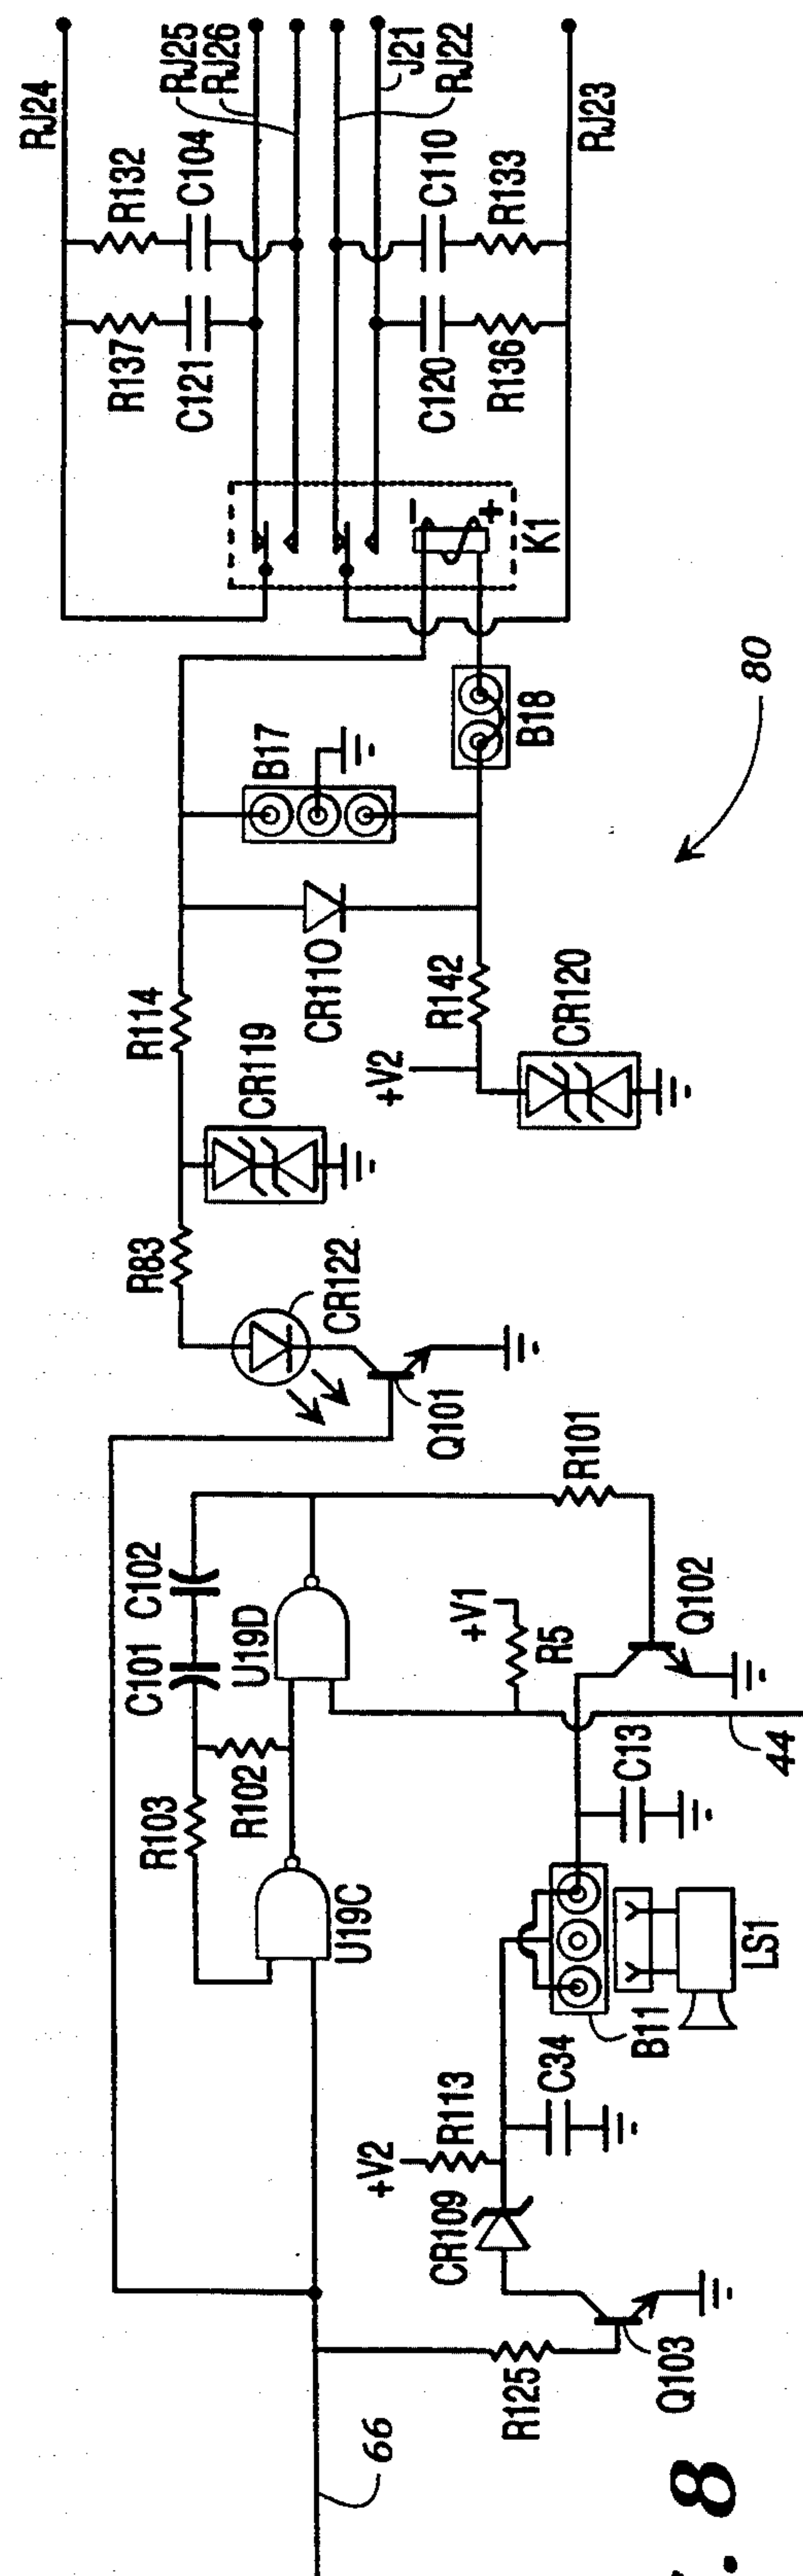 RJ24
RJ25
RJ26
J21
RJ22
RJ23
R132
C104
C110
R133
R137
C121
C120
R136
-
+
K1
B17
B18
80
R114
CR110
R142
CR119
+V2
CR120
R83
CR122
Q101
R101
C101 C102
U19D
+V1
R5
Q102
R103
R102
U19C
C13
44
B11
LS1
+V2
R113
C34
CR109
R125
Q103
66
. 8